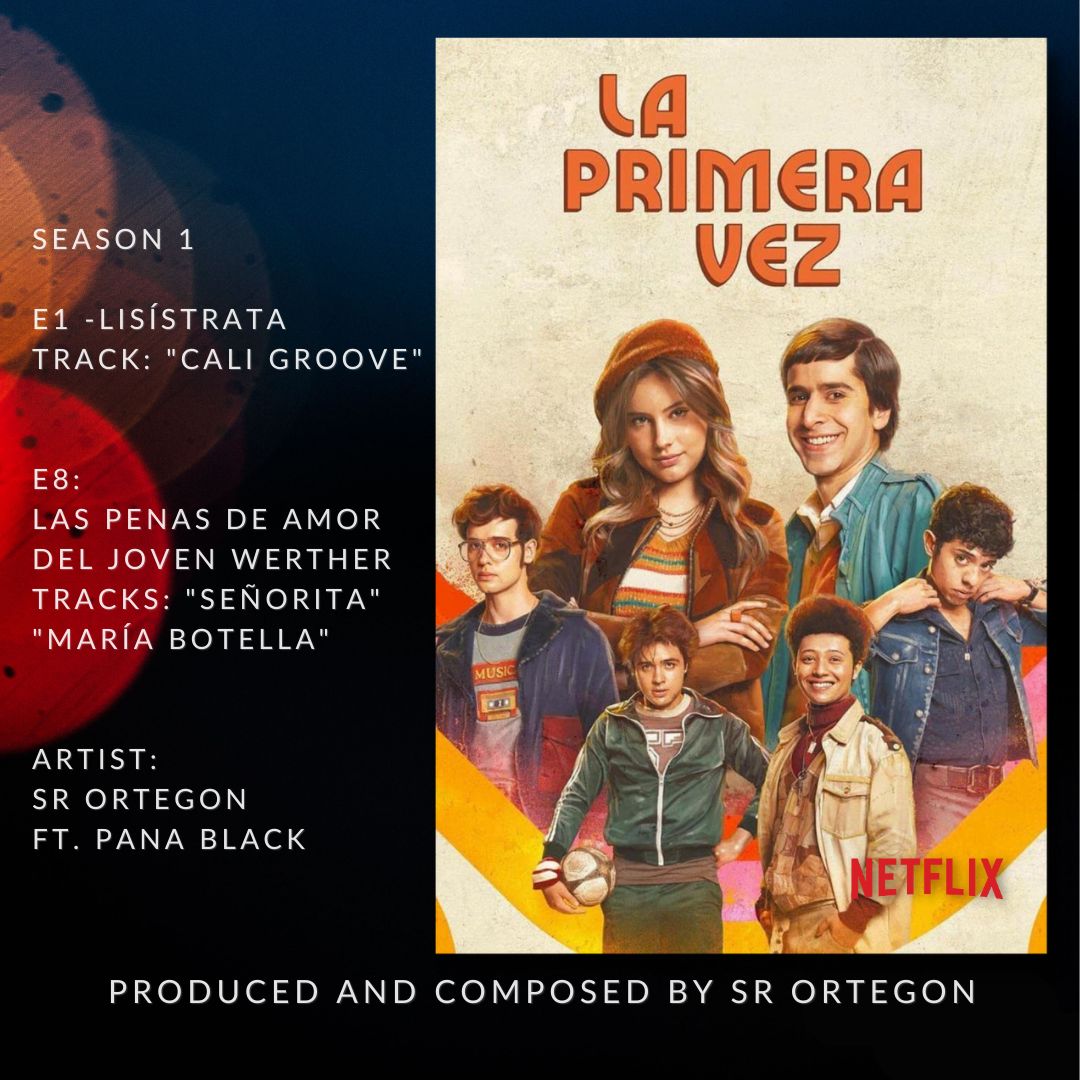 LA
PRIMERA
VEZ
SEASON 1
E1 -LISÍSTRATA
TRACK: "CALI GROOVE"
E8:
LAS PENAS DE AMOR
DEL JOVEN WERTHER
TRACKS: "SEÑORITA"
"MARÍA BOTELLA"
ARTIST:
SR ORTEGON
FT. PANA BLACK
MUSIC
NETFLIX
PRODUCED AND COMPOSED BY SR ORTEGON